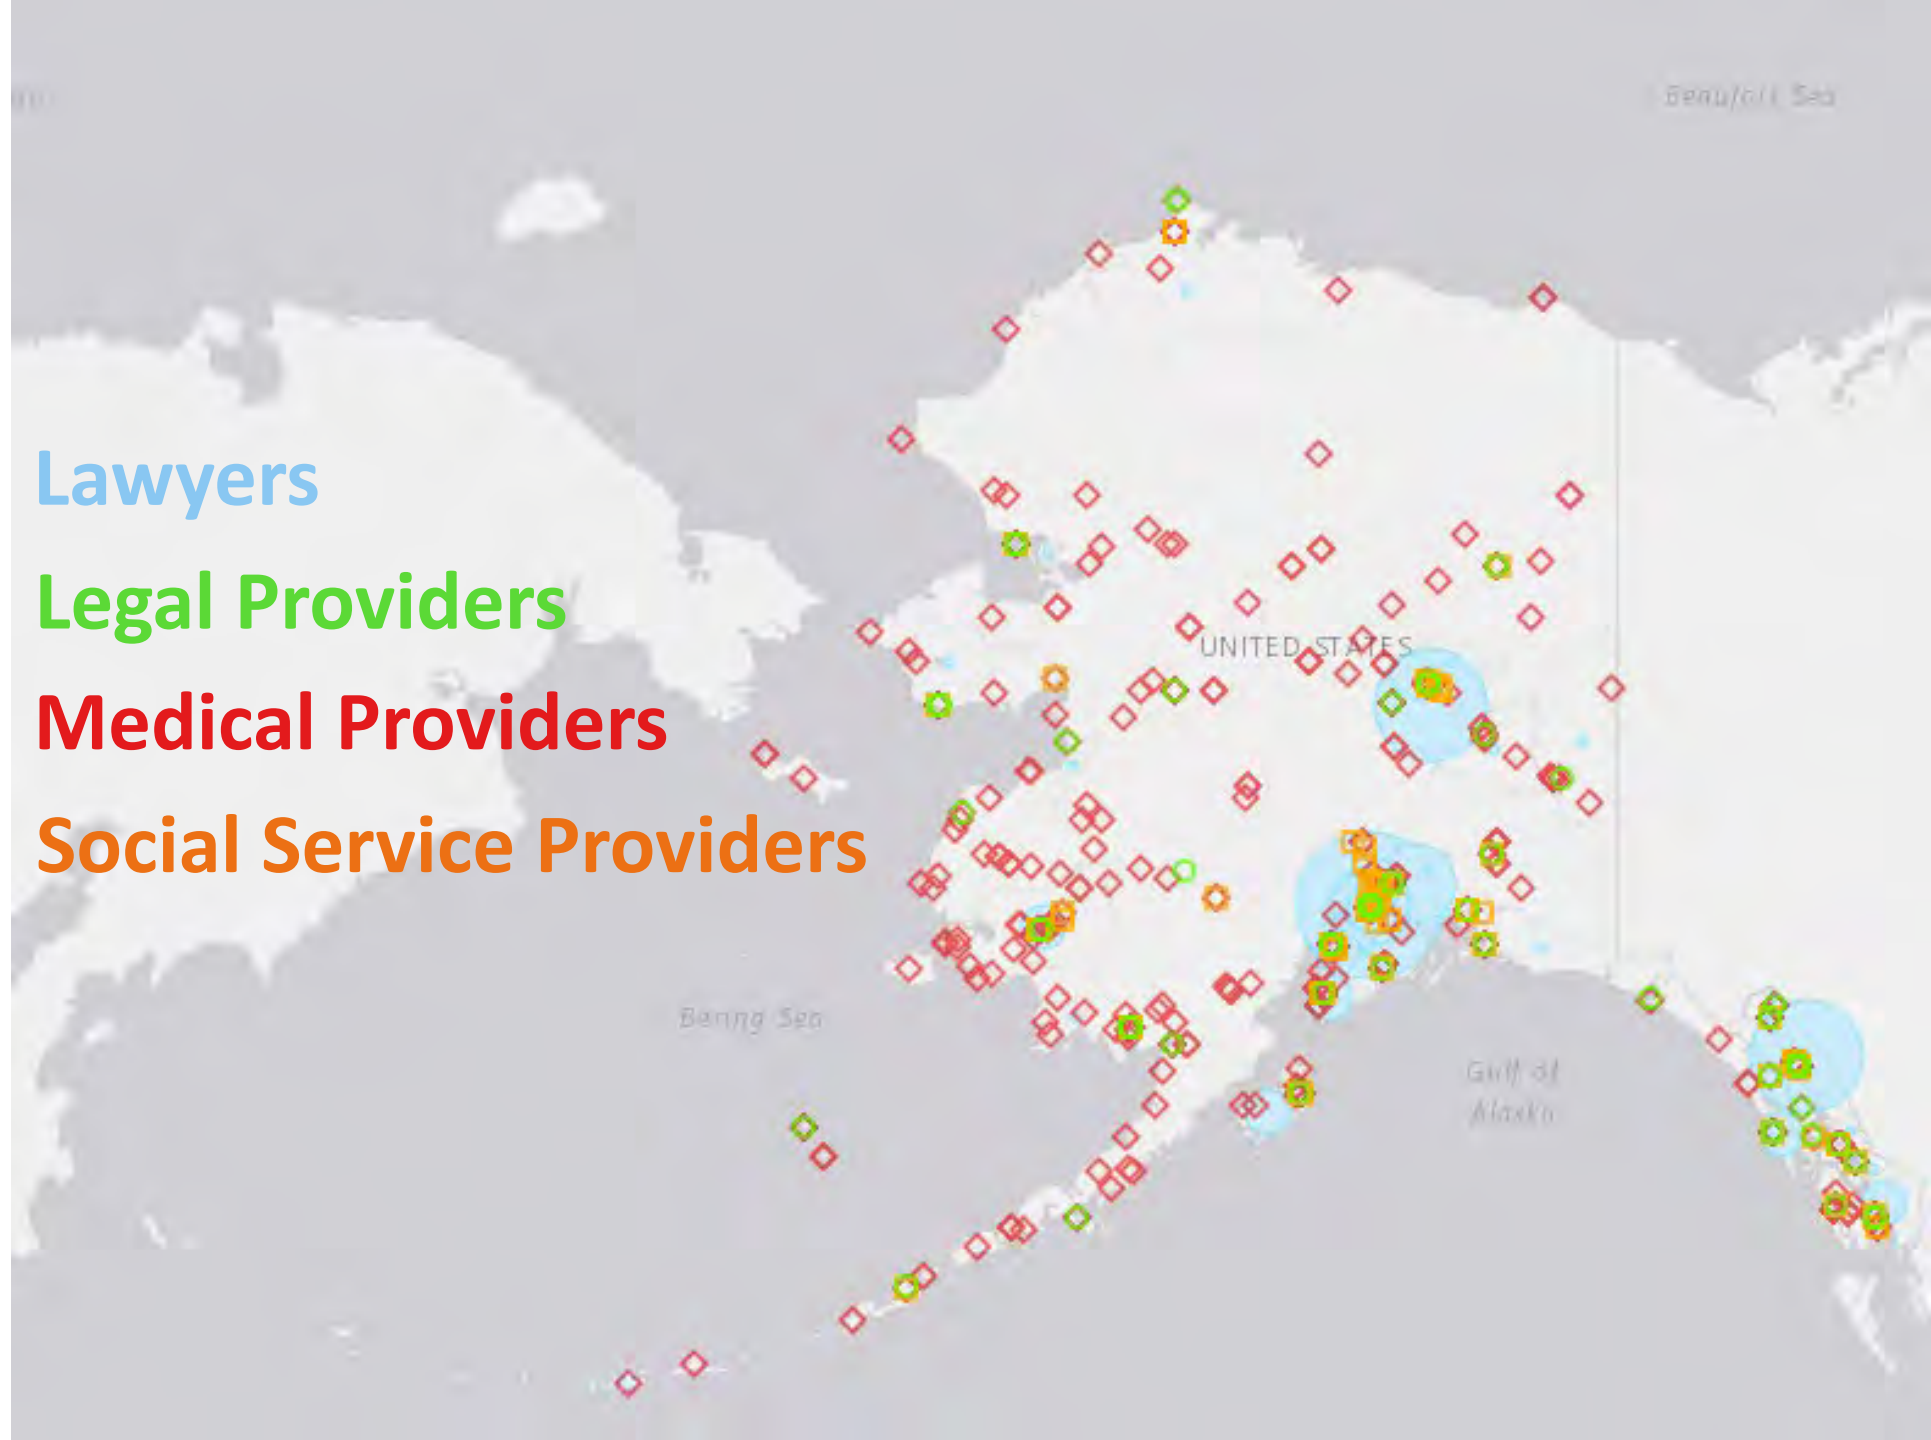 Beaufort Sea
Lawyers
Legal Providers
UNITED STATES
Medical Providers
Social Service Providers
Bering Sea
Gulf of
Alaska